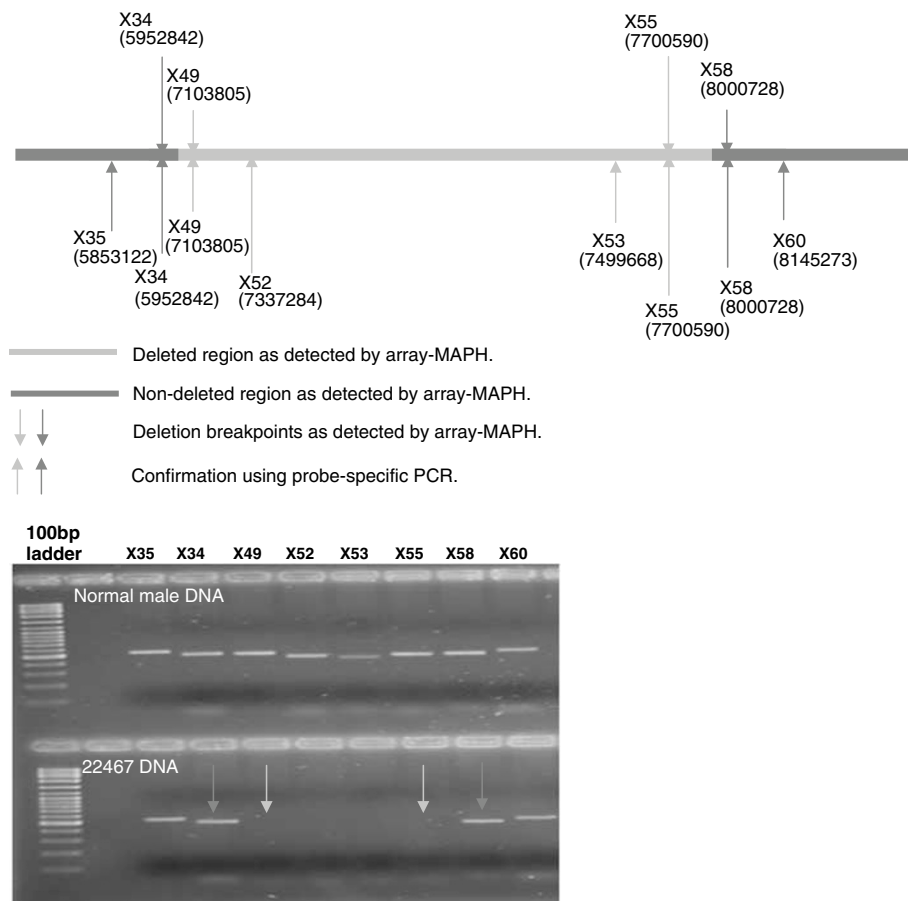 X34
(5952842)
X49
(7103805)
X55
(7700590)
X58
(8000728)
X35
(5853122)
X34
(5952842)
X49
(7103805)
X52
(7337284)
X53
(7499668)
X55
(7700590)
X58
(8000728)
X60
(8145273)
Deleted region as detected by array-MAPH.
Non-deleted region as detected by array-MAPH.
Deletion breakpoints as detected by array-MAPH.
Confirmation using probe-specific PCR.
100bp
ladder X35 X34 X49 X52 X53 X55 X58 X60
Normal male DNA
22467 DNA